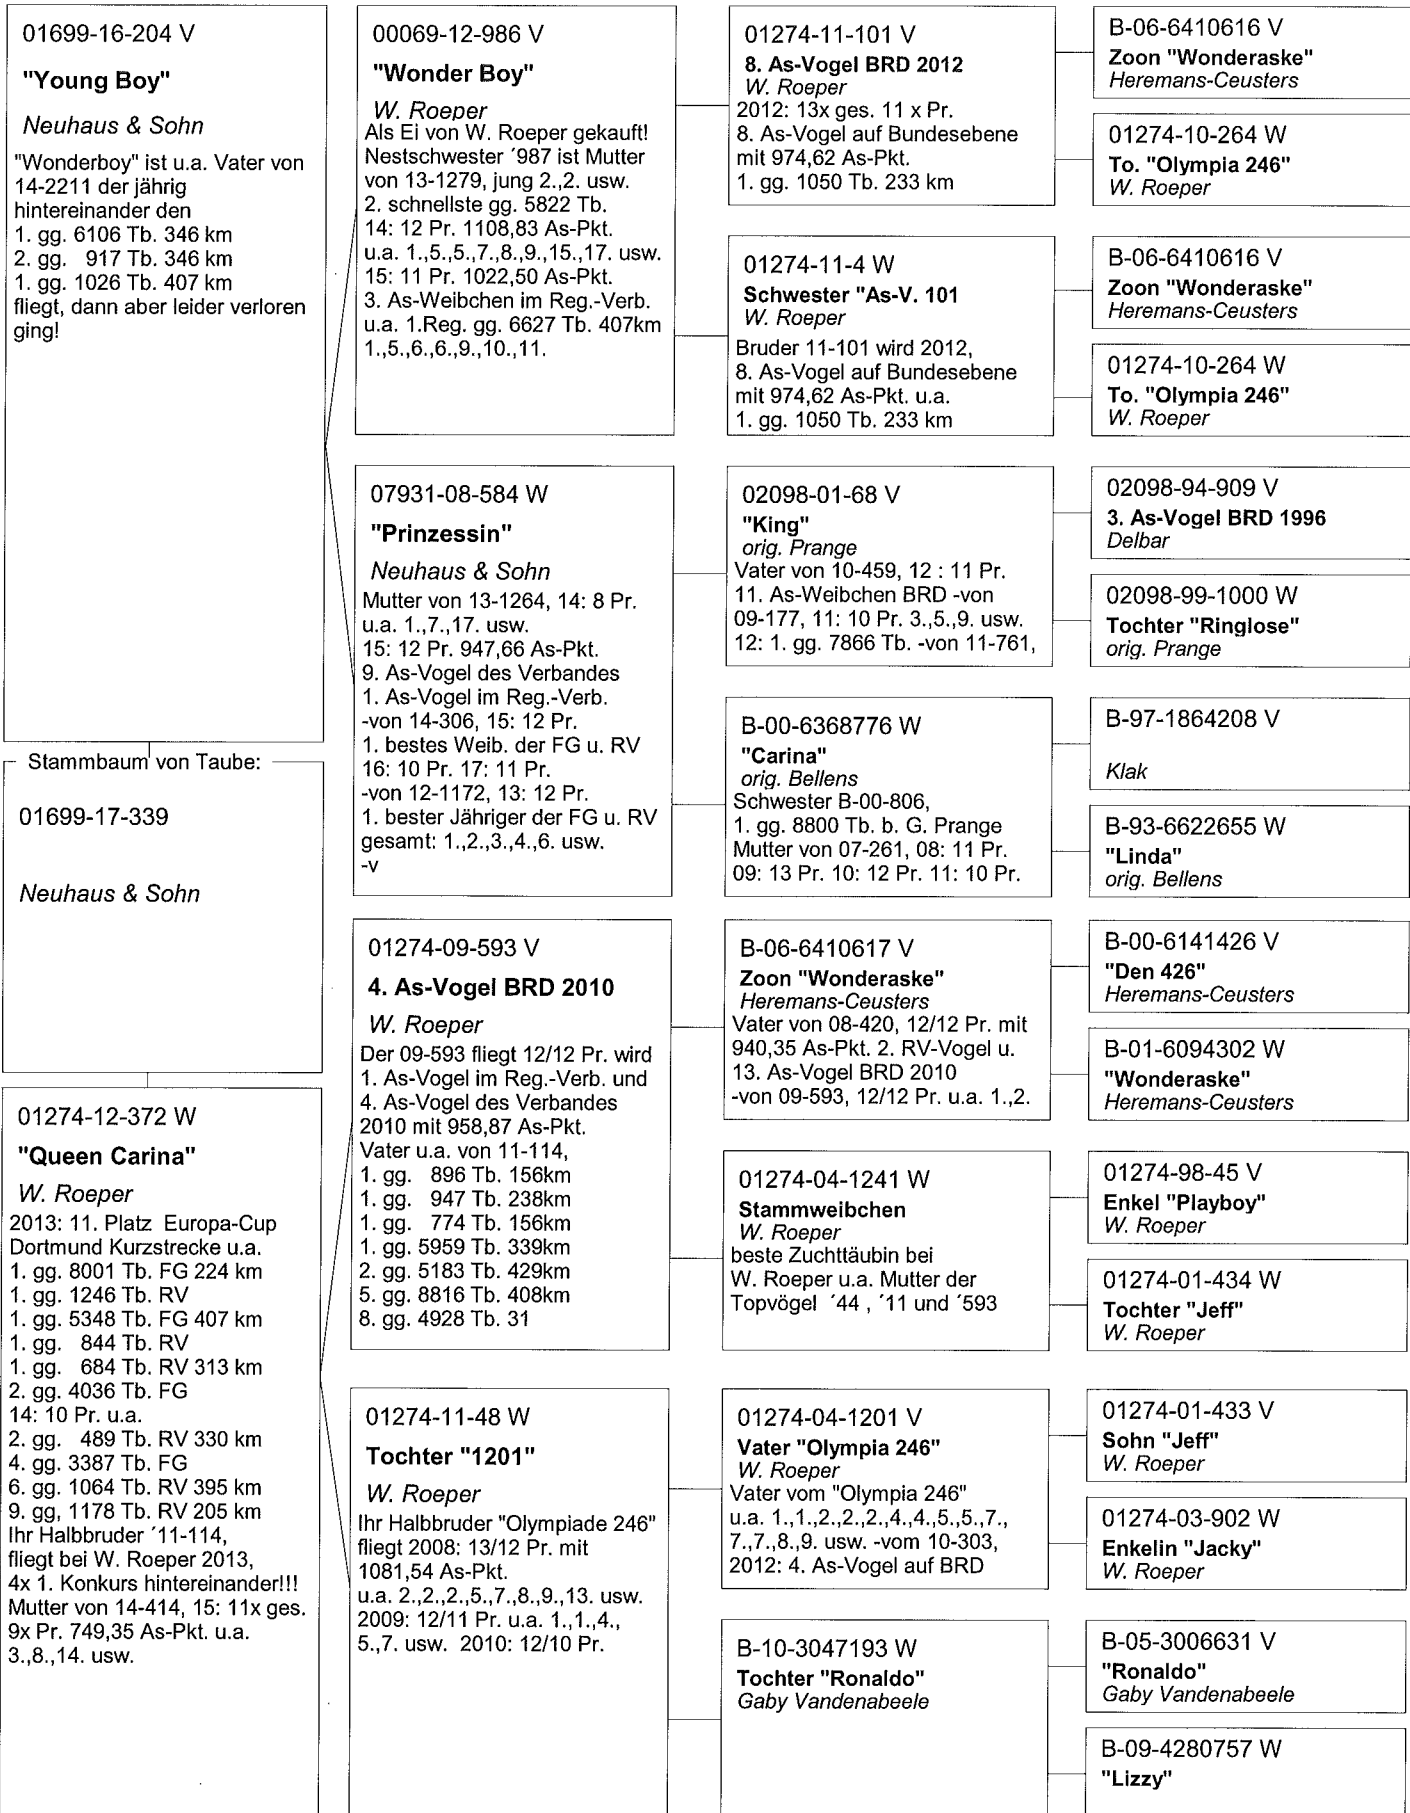 01699-16-204 V
"Young Boy"
Neuhaus & Sohn
"Wonderboy" ist u.a. Vater von
14-2211 der jährig
hintereinander den
1. gg. 6106 Tb. 346 km
2. gg.   917 Tb. 346 km
1. gg. 1026 Tb. 407 km
fliegt, dann aber leider verloren
ging!
Stammbaum von Taube:
01699-17-339
Neuhaus & Sohn
01274-12-372 W
"Queen Carina"
W. Roeper
2013: 11. Platz  Europa-Cup
Dortmund Kurzstrecke u.a.
1. gg. 8001 Tb. FG 224 km
1. gg. 1246 Tb. RV
1. gg. 5348 Tb. FG 407 km
1. gg.   844 Tb. RV
1. gg.   684 Tb. RV 313 km
2. gg. 4036 Tb. FG
14: 10 Pr. u.a.
2. gg.   489 Tb. RV 330 km
4. gg. 3387 Tb. FG
6. gg. 1064 Tb. RV 395 km
9. gg, 1178 Tb. RV 205 km
Ihr Halbbruder ´11-114,
fliegt bei W. Roeper 2013,
4x 1. Konkurs hintereinander!!!
Mutter von 14-414, 15: 11x ges.
9x Pr. 749,35 As-Pkt. u.a.
3.,8.,14. usw.
00069-12-986 V
"Wonder Boy"
W. Roeper
Als Ei von W. Roeper gekauft!
Nestschwester ´987 ist Mutter
von 13-1279, jung 2.,2. usw.
2. schnellste gg. 5822 Tb.
14: 12 Pr. 1108,83 As-Pkt.
u.a. 1.,5.,5.,7.,8.,9.,15.,17. usw.
15: 11 Pr. 1022,50 As-Pkt.
3. As-Weibchen im Reg.-Verb.
u.a. 1.Reg. gg. 6627 Tb. 407km
1.,5.,6.,6.,9.,10.,11.
07931-08-584 W
"Prinzessin"
Neuhaus & Sohn
Mutter von 13-1264, 14: 8 Pr.
u.a. 1.,7.,17. usw.
15: 12 Pr. 947,66 As-Pkt.
9. As-Vogel des Verbandes
1. As-Vogel im Reg.-Verb.
-von 14-306, 15: 12 Pr.
1. bestes Weib. der FG u. RV
16: 10 Pr. 17: 11 Pr.
-von 12-1172, 13: 12 Pr.
1. bester Jähriger der FG u. RV
gesamt: 1.,2.,3.,4.,6. usw.
-v
01274-09-593 V
4. As-Vogel BRD 2010
W. Roeper
Der 09-593 fliegt 12/12 Pr. wird
1. As-Vogel im Reg.-Verb. und
4. As-Vogel des Verbandes
2010 mit 958,87 As-Pkt.
Vater u.a. von 11-114,
1. gg.   896 Tb. 156km
1. gg.   947 Tb. 238km
1. gg.   774 Tb. 156km
1. gg. 5959 Tb. 339km
2. gg. 5183 Tb. 429km
5. gg. 8816 Tb. 408km
8. gg. 4928 Tb. 31
01274-11-48 W
Tochter "1201"
W. Roeper
Ihr Halbbruder "Olympiade 246"
fliegt 2008: 13/12 Pr. mit
1081,54 As-Pkt.
u.a. 2.,2.,2.,5.,7.,8.,9.,13. usw.
2009: 12/11 Pr. u.a. 1.,1.,4.,
5.,7. usw.  2010: 12/10 Pr.
01274-11-101 V
8. As-Vogel BRD 2012
W. Roeper
2012: 13x ges. 11 x Pr.
8. As-Vogel auf Bundesebene
mit 974,62 As-Pkt.
1. gg. 1050 Tb. 233 km
01274-11-4 W
Schwester "As-V. 101
W. Roeper
Bruder 11-101 wird 2012,
8. As-Vogel auf Bundesebene
mit 974,62 As-Pkt. u.a.
1. gg. 1050 Tb. 233 km
02098-01-68 V
"King"
orig. Prange
Vater von 10-459, 12 : 11 Pr.
11. As-Weibchen BRD -von
09-177, 11: 10 Pr. 3.,5.,9. usw.
12: 1. gg. 7866 Tb. -von 11-761,
B-00-6368776 W
"Carina"
orig. Bellens
Schwester B-00-806,
1. gg. 8800 Tb. b. G. Prange
Mutter von 07-261, 08: 11 Pr.
09: 13 Pr. 10: 12 Pr. 11: 10 Pr.
B-06-6410617 V
Zoon "Wonderaske"
Heremans-Ceusters
Vater von 08-420, 12/12 Pr. mit
940,35 As-Pkt. 2. RV-Vogel u.
13. As-Vogel BRD 2010
-von 09-593, 12/12 Pr. u.a. 1.,2.
01274-04-1241 W
Stammweibchen
W. Roeper
beste Zuchttäubin bei
W. Roeper u.a. Mutter der
Topvögel  ´44 , ´11 und ´593
01274-04-1201 V
Vater "Olympia 246"
W. Roeper
Vater vom "Olympia 246"
u.a. 1.,1.,2.,2.,2.,4.,4.,5.,5.,7.,
7.,7.,8.,9. usw. -vom 10-303,
2012: 4. As-Vogel auf BRD
B-10-3047193 W
Tochter "Ronaldo"
Gaby Vandenabeele
B-06-6410616 V
Zoon "Wonderaske"
Heremans-Ceusters
01274-10-264 W
To. "Olympia 246"
W. Roeper
B-06-6410616 V
Zoon "Wonderaske"
Heremans-Ceusters
01274-10-264 W
To. "Olympia 246"
W. Roeper
02098-94-909 V
3. As-Vogel BRD 1996
Delbar
02098-99-1000 W
Tochter "Ringlose"
orig. Prange
B-97-1864208 V
Klak
B-93-6622655 W
"Linda"
orig. Bellens
B-00-6141426 V
"Den 426"
Heremans-Ceusters
B-01-6094302 W
"Wonderaske"
Heremans-Ceusters
01274-98-45 V
Enkel "Playboy"
W. Roeper
01274-01-434 W
Tochter "Jeff"
W. Roeper
01274-01-433 V
Sohn "Jeff"
W. Roeper
01274-03-902 W
Enkelin "Jacky"
W. Roeper
B-05-3006631 V
"Ronaldo"
Gaby Vandenabeele
B-09-4280757 W
"Lizzy"